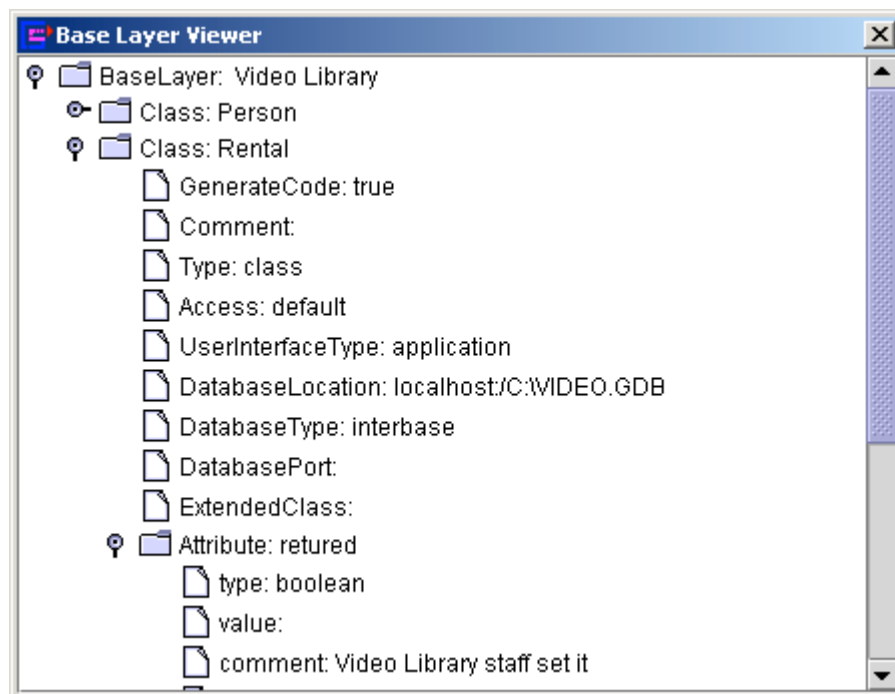 Base Layer Viewer
BaseLayer: Video Library
Class: Person
Class: Rental
GenerateCode: true
Comment:
Type: class
Access: default
UserInterfaceType: application
DatabaseLocation: localhost:/C:\VIDEO.GDB
DatabaseType: interbase
DatabasePort:
ExtendedClass:
Attribute: retured
type: boolean
value:
comment: Video Library staff set it